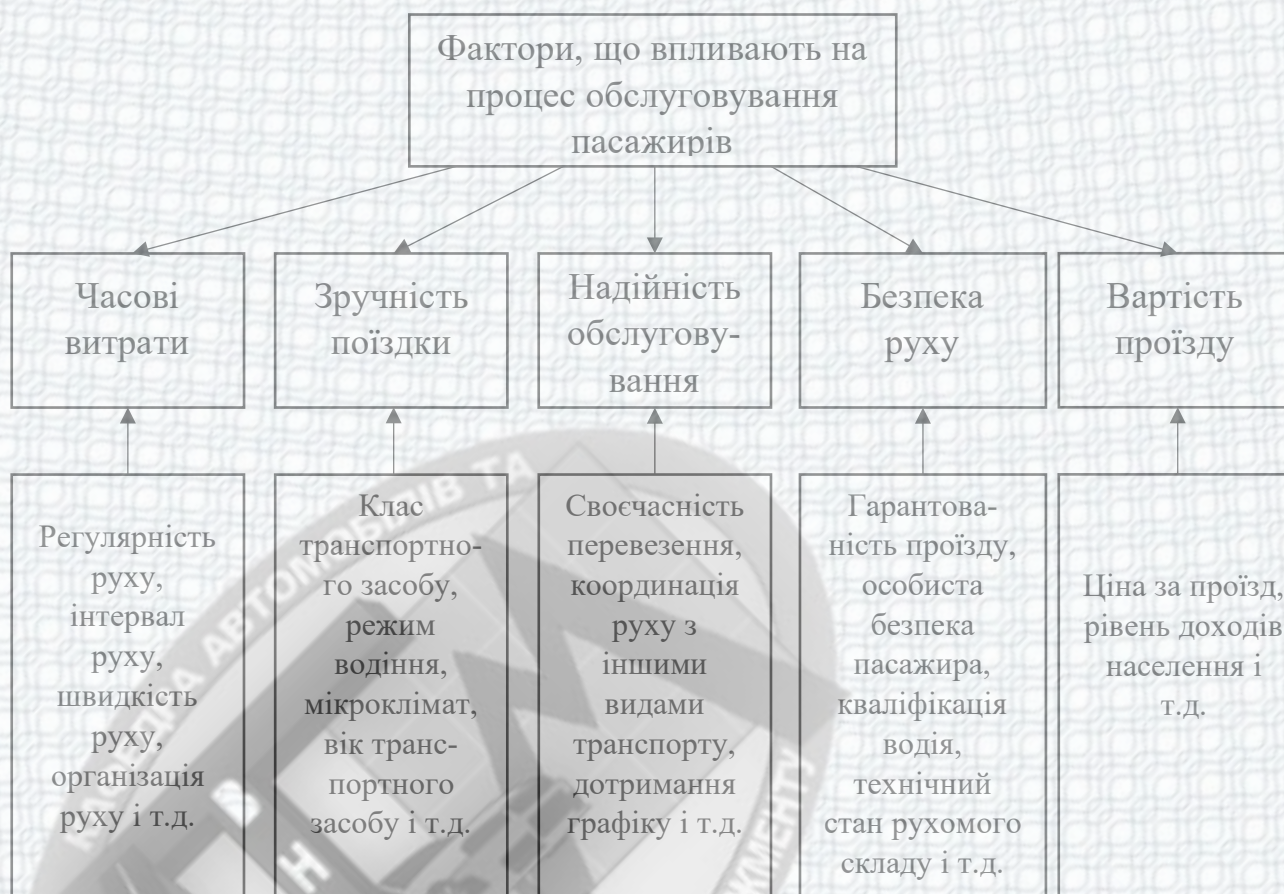 Фактори, що впливають на
процес обслуговування
пасажирів
Часові
витрати
Зручність
поїздки
Надійність
обслугову-
вання
Безпека
руху
Вартість
проїзду
Регулярність
руху,
інтервал
руху,
швидкість
руху,
організація
руху і т.д.
Клас
транспортно-
го засобу,
режим
водіння,
мікроклімат,
вік транс-
портного
засобу і т.д.
Своєчасність
перевезення,
координація
руху з
іншими
видами
транспорту,
дотримання
графіку і т.д.
Гарантова-
ність проїзду,
особиста
безпека
пасажира,
кваліфікація
водія,
технічний
стан рухомого
складу і т.д.
Ціна за проїзд,
рівень доходів
населення і
т.д.
АВТОМОБІЛІВ ТА